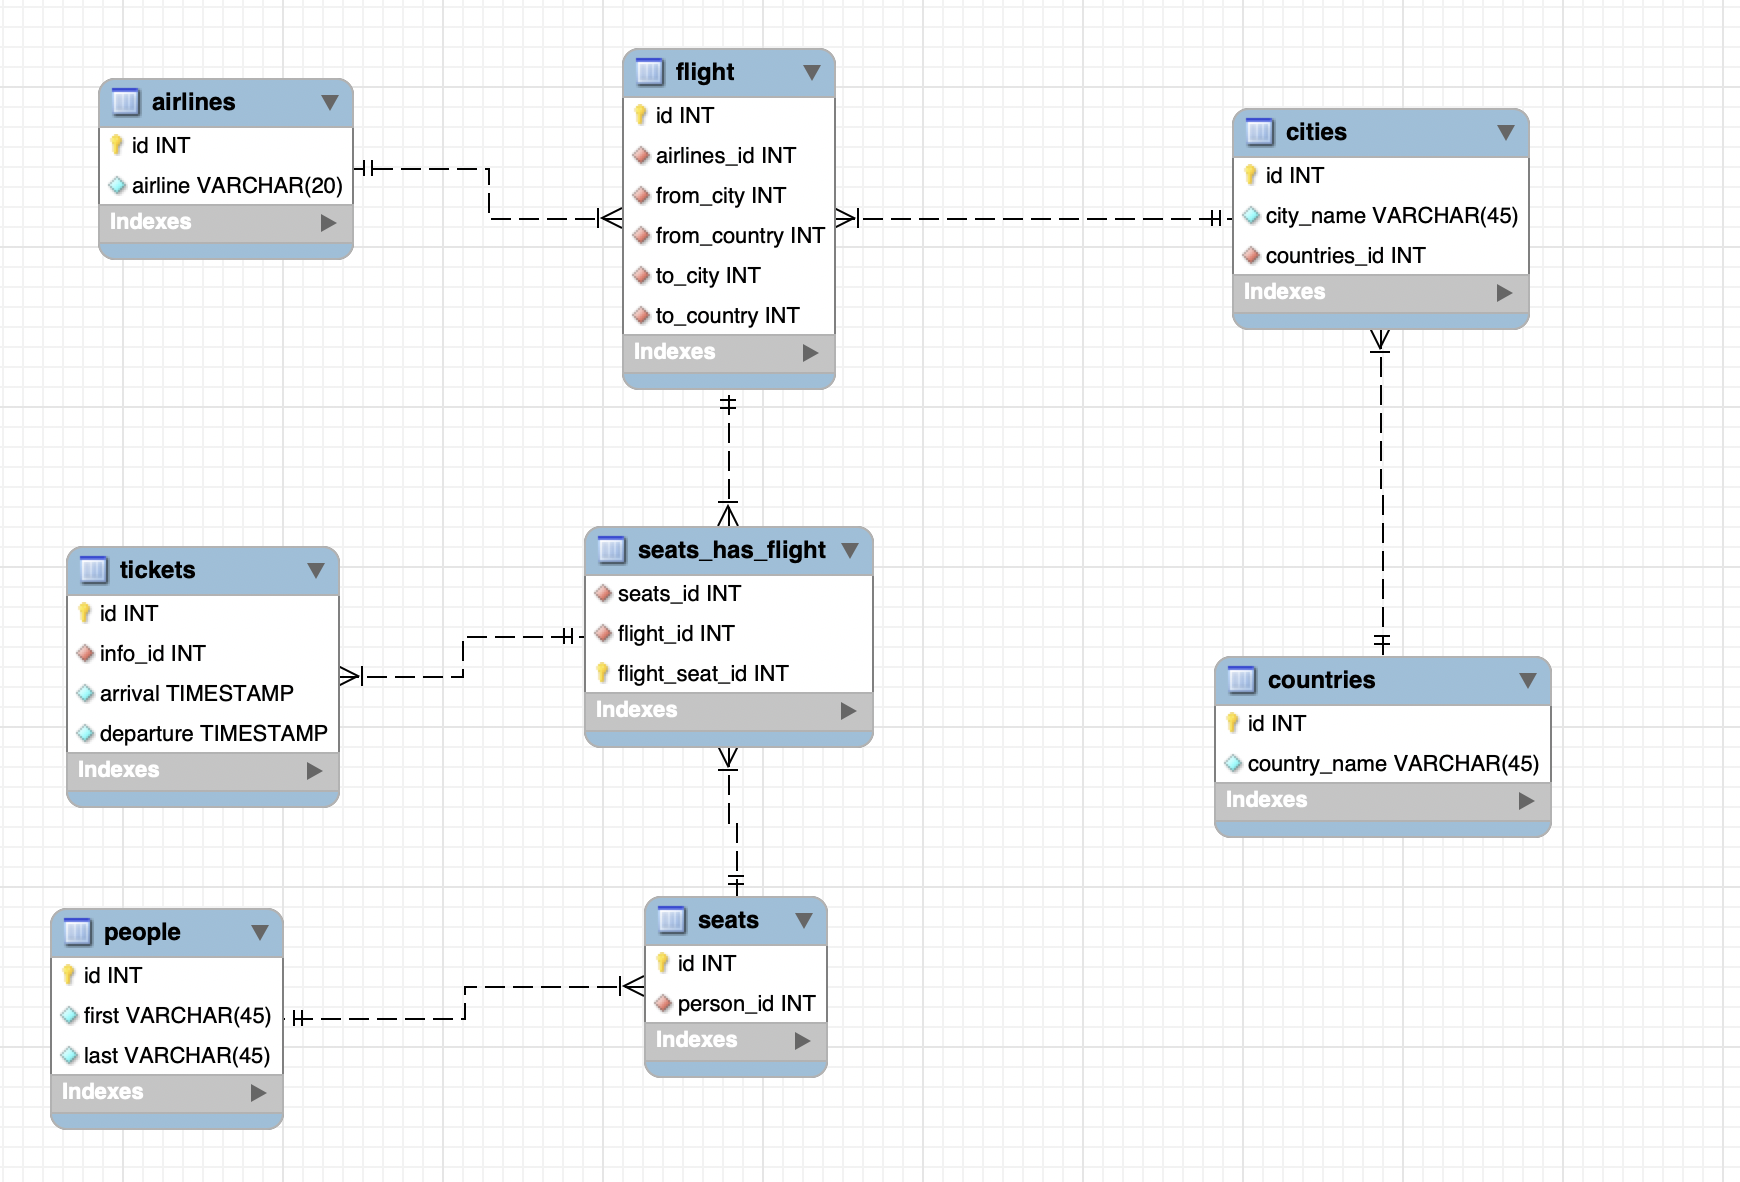 airlines
id INT
airline VARCHAR(20)
Indexes
flight
id INT
airlines_id INT
from_city INT
from_country INT
to_city INT
to_country INT
Indexes
cities
id INT
city_name VARCHAR(45)
countries_id INT
Indexes
tickets
id INT
info_id INT
arrival TIMESTAMP
departure TIMESTAMP
Indexes
seats_has_flight
seats_id INT
flight_id INT
flight_seat_id INT
Indexes
countries
id INT
country_name VARCHAR(45)
Indexes
people
id INT
first VARCHAR(45)
last VARCHAR(45)
Indexes
seats
id INT
person_id INT
Indexes